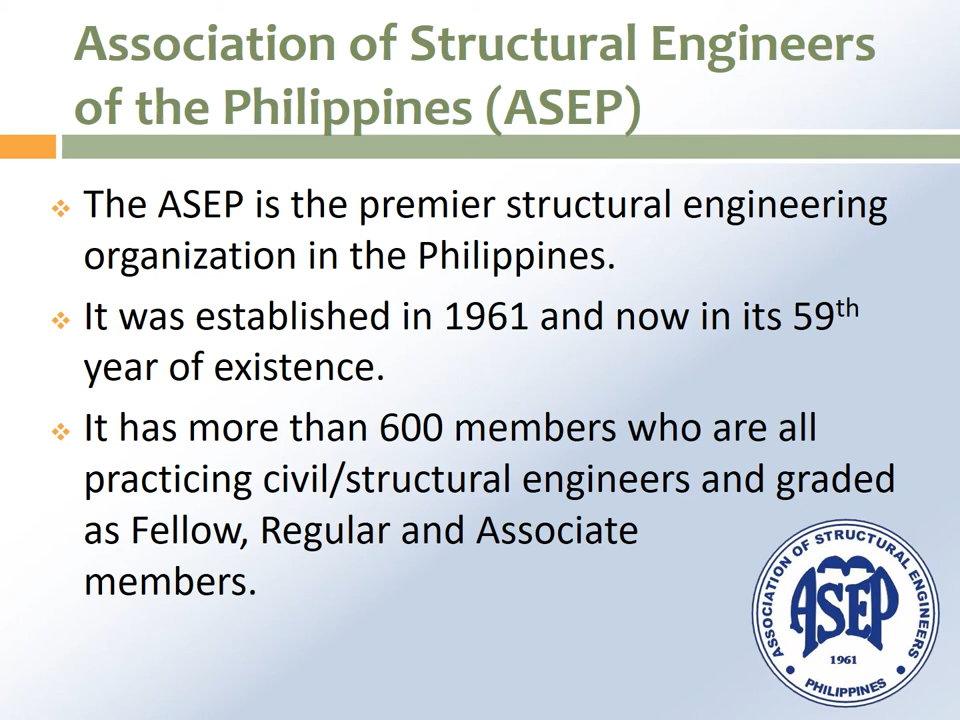 Association of Structural Engineers
of the Philippines (ASEP)
The ASEP is the premier structural engineering
organization in the Philippines.
It was established in 1961 and now in its 59th
year of existence.
It has more than 600 members who are all
practicing civil/structural engineers and graded
as Fellow, Regular and Associate
members.
ASSOCIATION OF STRUCTURAL ENGINEERS
ASEP
1961
PHILIPPINES